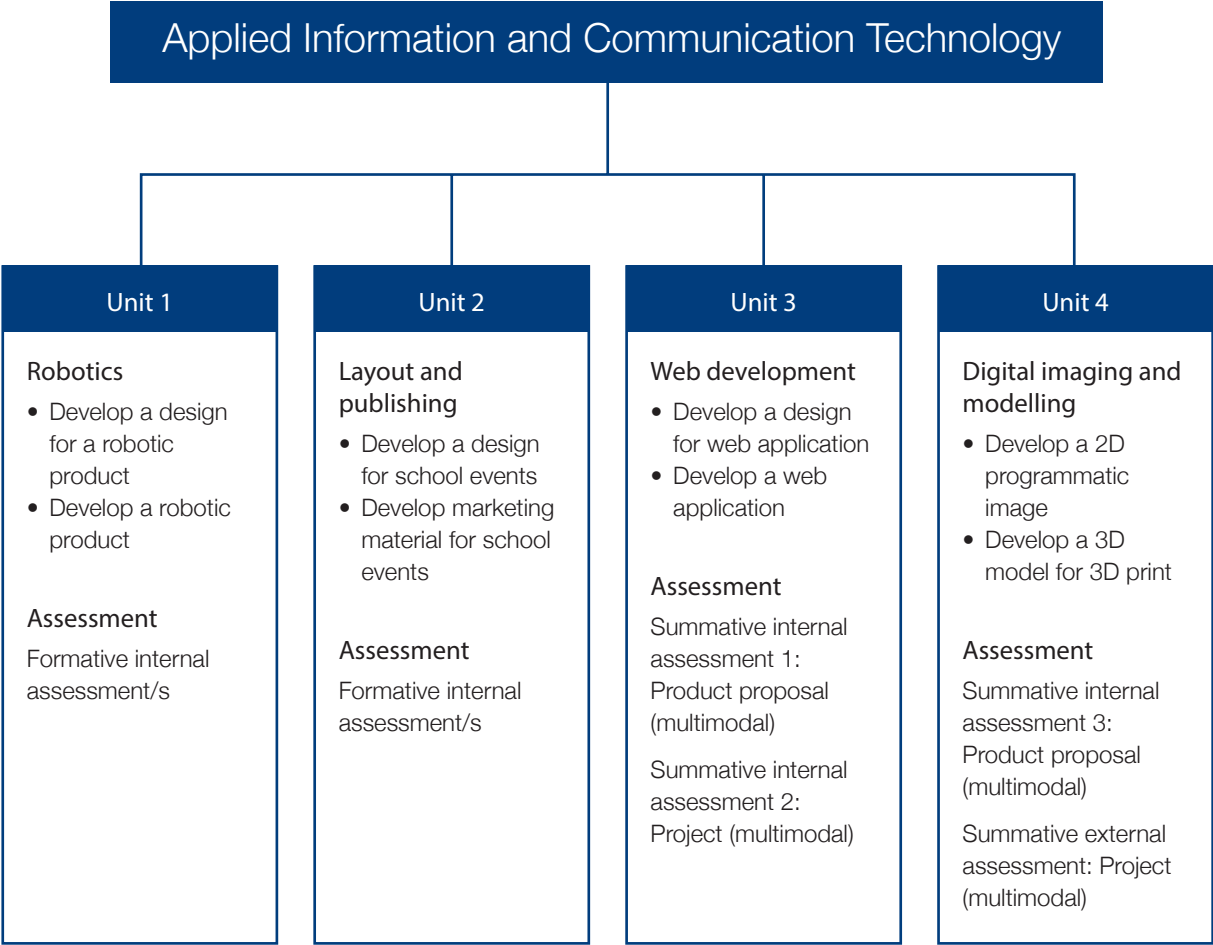 Applied Information and Communication Technology
Unit 1
Robotics
• Develop a design
for a robotic
product
• Develop a robotic
product
Assessment
Formative internal
assessment/s
Unit 2
Layout and
publishing
• Develop a design
for school events
• Develop marketing
material for school
events
Assessment
Formative internal
assessment/s
Unit 3
Web development
• Develop a design
for web application
• Develop a web
application
Assessment
Summative internal
assessment 1:
Product proposal
(multimodal)
Summative internal
assessment 2:
Project (multimodal)
Unit 4
Digital imaging and
modelling
• Develop a 2D
programmatic
image
• Develop a 3D
model for 3D print
Assessment
Summative internal
assessment 3:
Product proposal
(multimodal)
Summative external
assessment: Project
(multimodal)